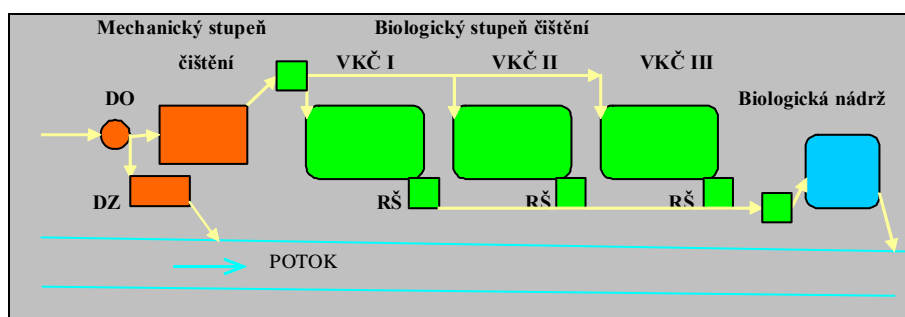 Mechanický stupeň
čištění
Biologický stupeň čištění
VKČ I
VKČ II
VKČ III
DO
Biologická nádrž
DZ
RŠ
RŠ
RŠ
POTOK